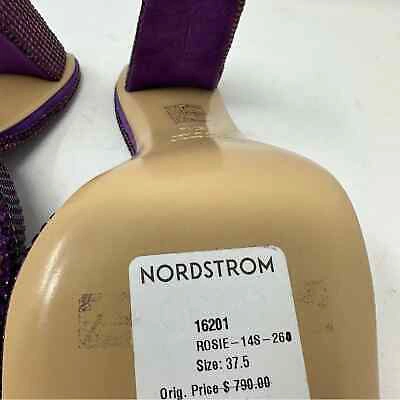 NORDSTROM
16201
ROSIE-14S-260
Size: 37.5
Orig. Price $ 790.00